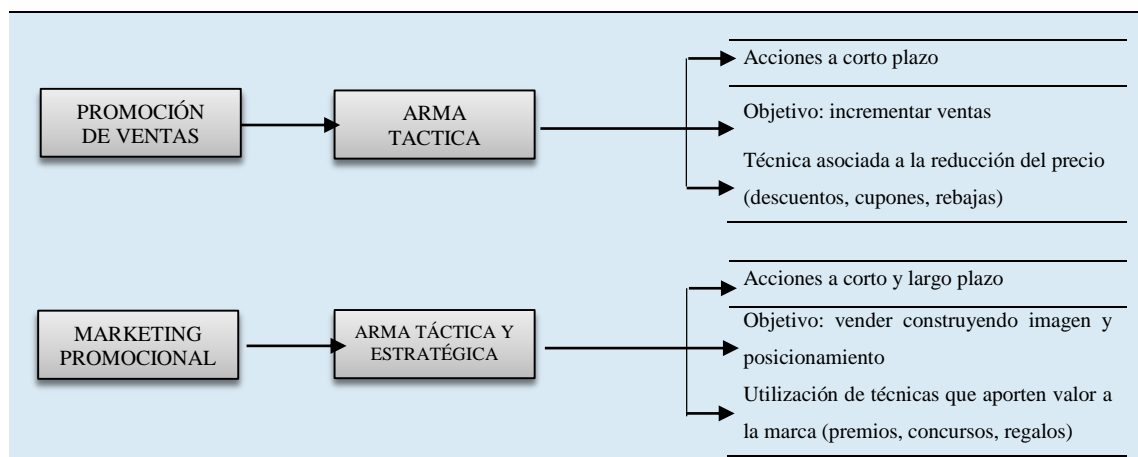 PROMOCIÓN
DE VENTAS
ARMA
TACTICA
Acciones a corto plazo
Objetivo: incrementar ventas
Técnica asociada a la reducción del precio
(descuentos, cupones, rebajas)
MARKETING
PROMOCIONAL
ARMA TÁCTICA Y
ESTRATÉGICA
Acciones a corto y largo plazo
Objetivo: vender construyendo imagen y
posicionamiento
Utilización de técnicas que aporten valor a
la marca (premios, concursos, regalos)